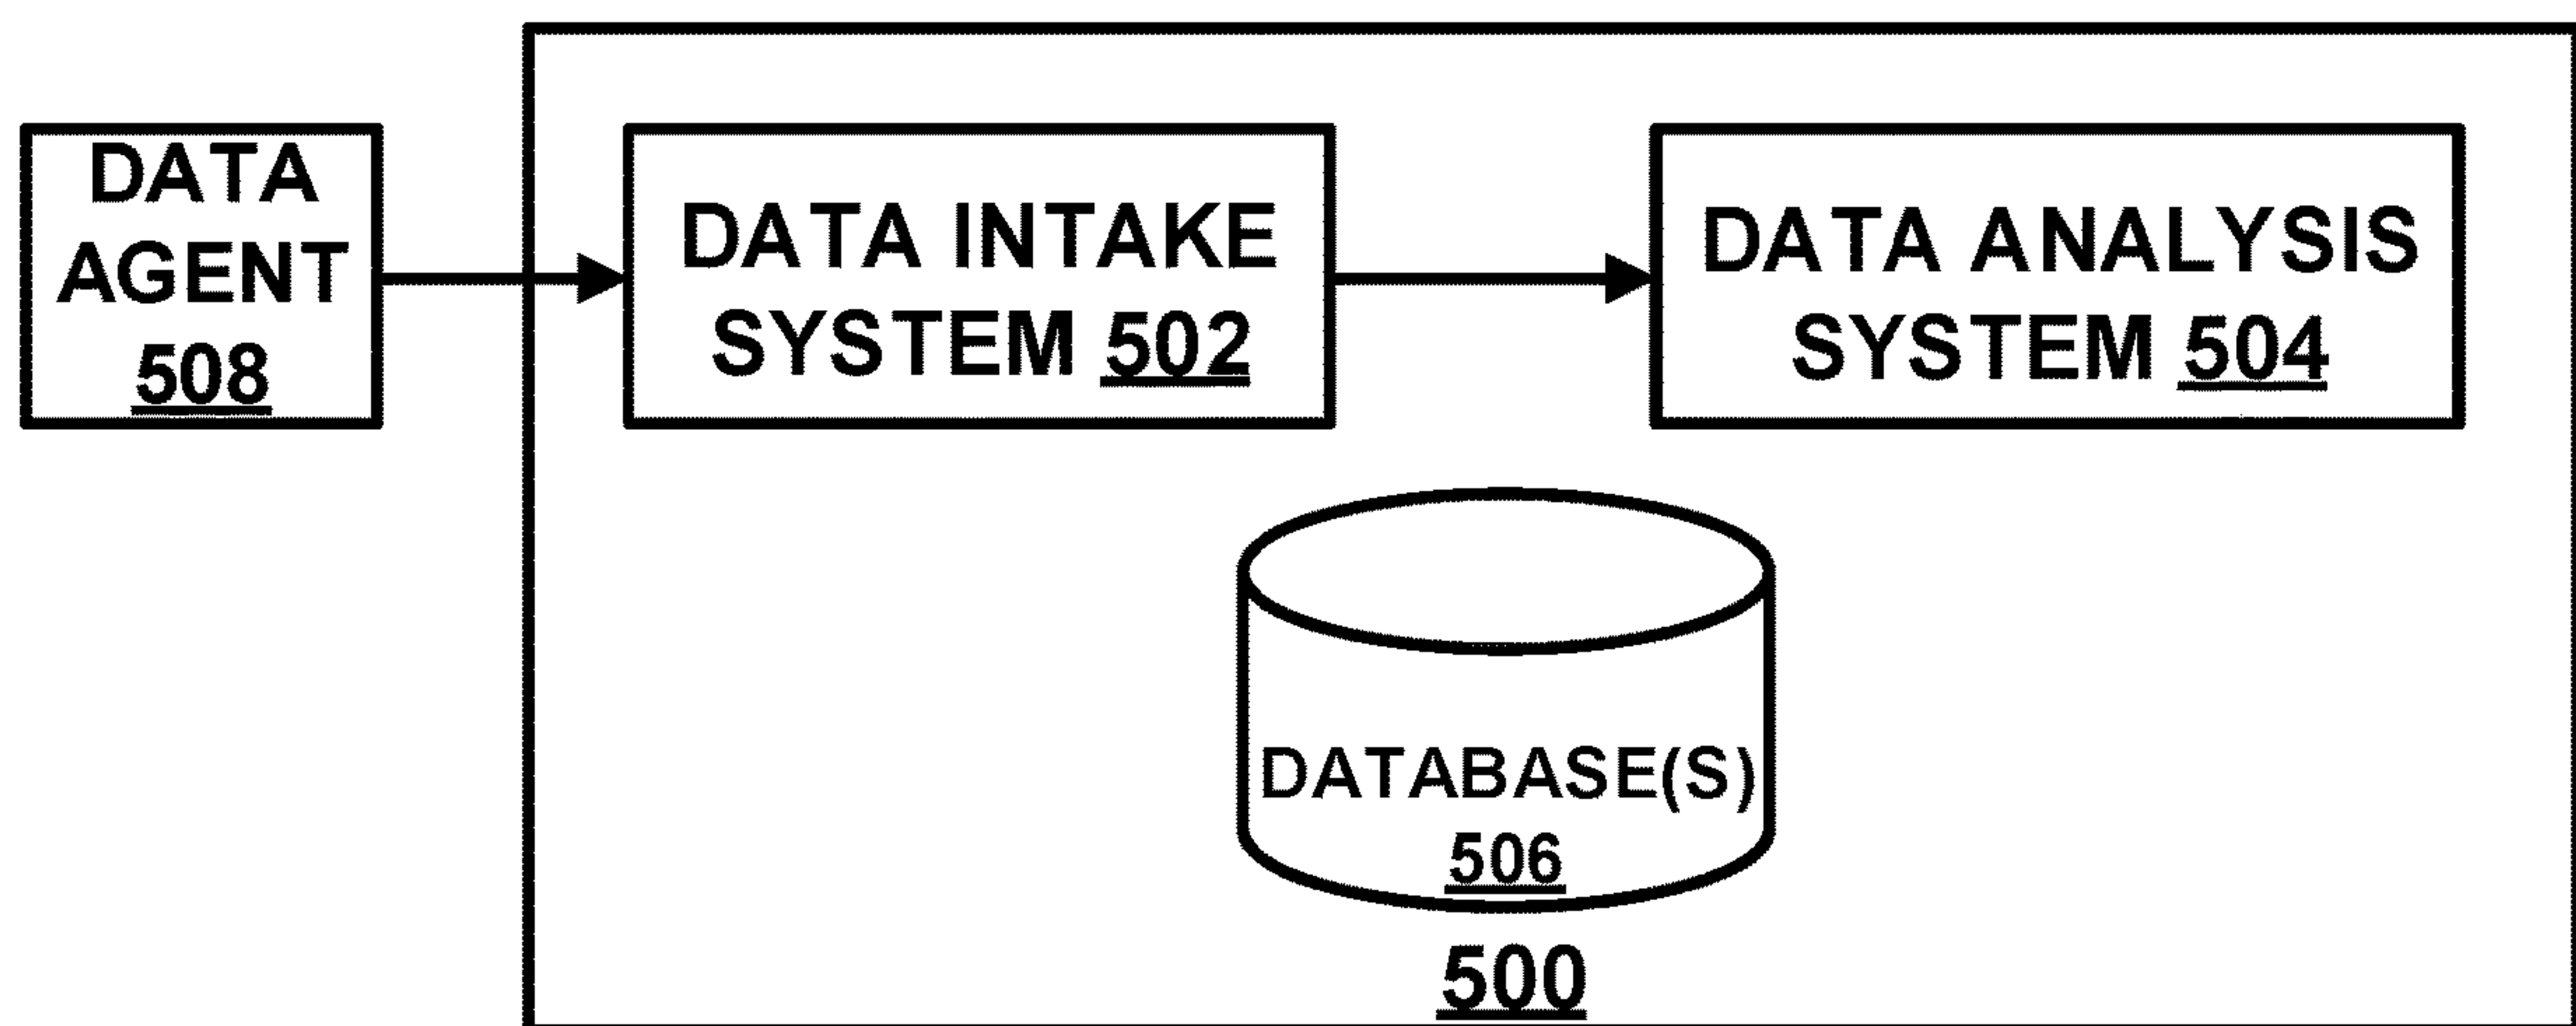 DATA
AGENT
508
DATA INTAKE
SYSTEM 502
DATA ANALYSIS
SYSTEM 504
DATABASE(S)
506
500